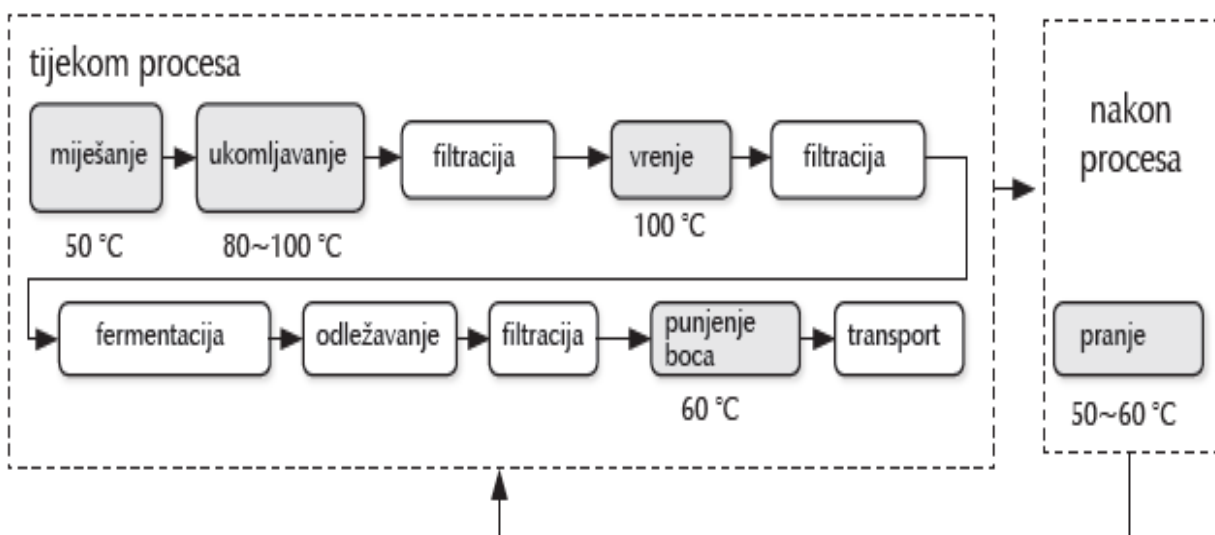 tijekom procesa
miješanje
ukomljavanje
filtracija
vrenje
filtracija
50 °C
80~100 °C
100 °C
fermentacija
odležavanje
filtracija
punjenje
boca
transport
60 °C
nakon
procesa
pranje
50~60 °C